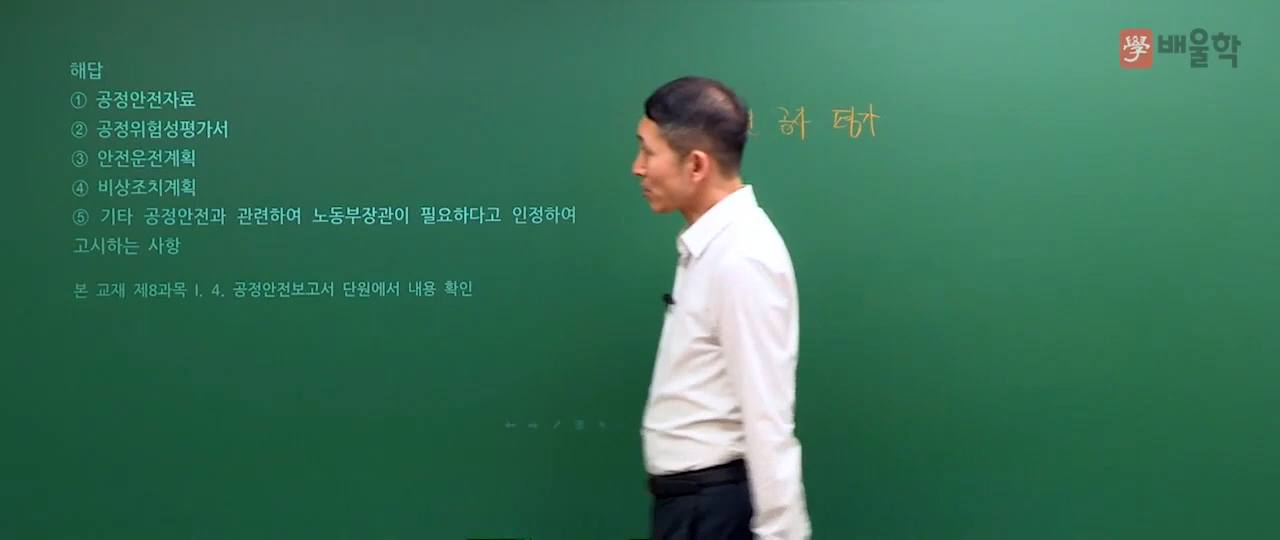 學 배울학
해답
① 공정안전자료
② 공정위험성평가서
③ 안전운전계획
④ 비상조치계획
⑤ 기타 공정안전과 관련하여 노동부장관이 필요하다고 인정하여
고시하는 사항
본 교재 제8과목 I. 4. 공정안전보고서 단원에서 내용 확인
평가